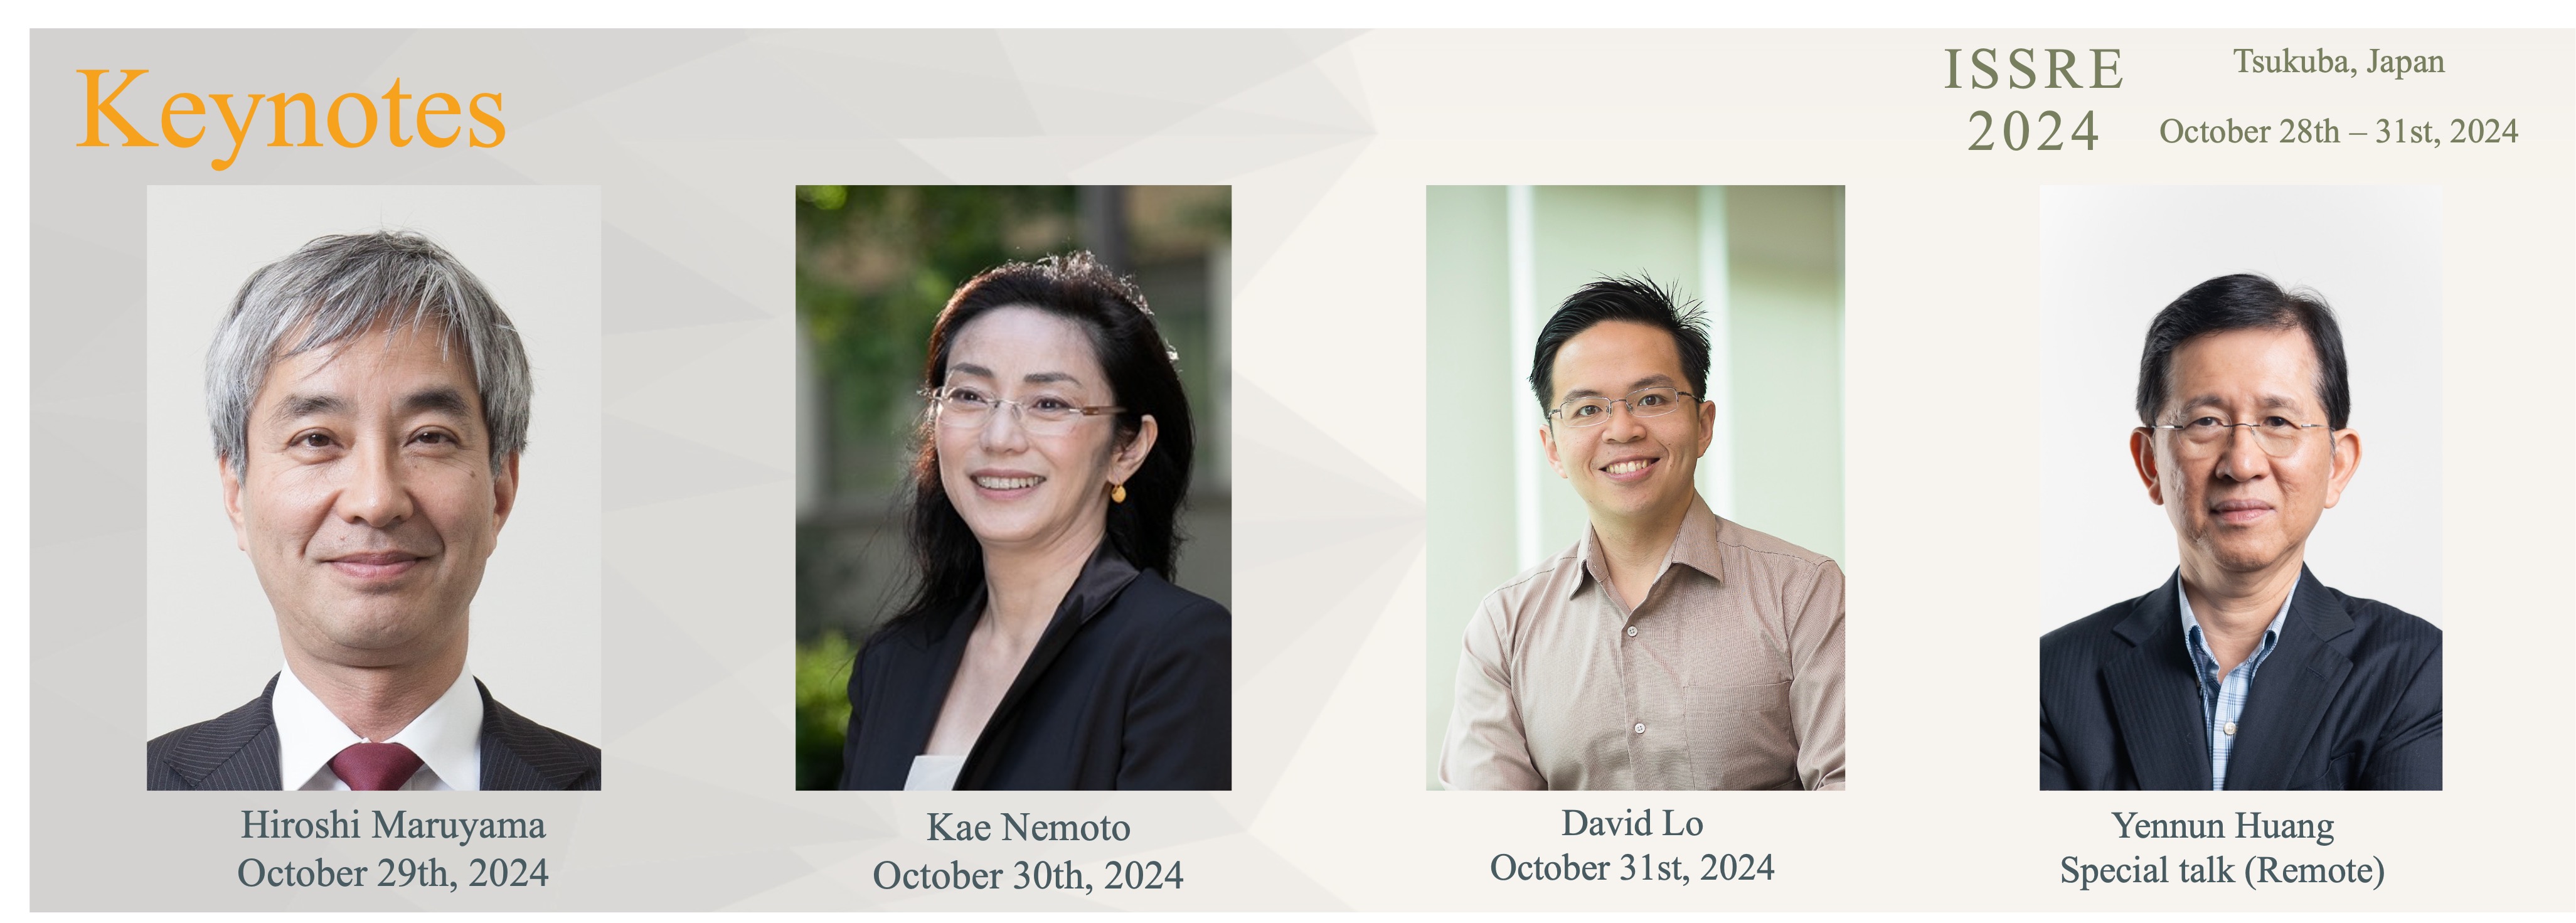 Keynotes
ISSRE
2024
Tsukuba, Japan
October 28th – 31st, 2024
Hiroshi Maruyama
October 29th, 2024
Kae Nemoto
October 30th, 2024
David Lo
October 31st, 2024
Yennun Huang
Special talk (Remote)